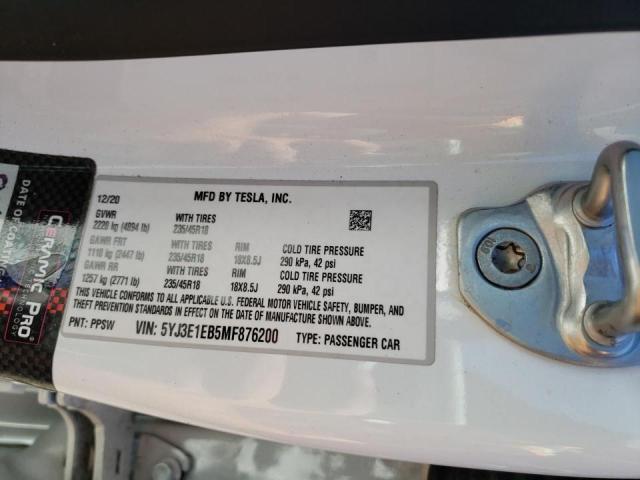 12/20 MFD BY TESLA, INC.
GVWR WITH TIRES
2220 kg (4894 lb) 235/45R18
GAWR FRT WITH TIRES RIM COLD TIRE PRESSURE
1110 kg (2447 lb) 235/45R18 18X8.5J 290 kPa, 42 psi
GAWR RR WITH TIRES RIM COLD TIRE PRESSURE
1257 kg (2771 lb) 235/45R18 18X8.5J 290 kPa, 42 psi
THIS VEHICLE CONFORMS TO ALL APPLICABLE U.S. FEDERAL MOTOR VEHICLE SAFETY, BUMPER, AND
THEFT PREVENTION STANDARDS IN EFFECT ON THE DATE OF MANUFACTURE SHOWN ABOVE.
PNT: PPSW VIN: 5YJ3E1EB5MF876200 TYPE: PASSENGER CAR
CERAMIC PRO
DATE OF COATING